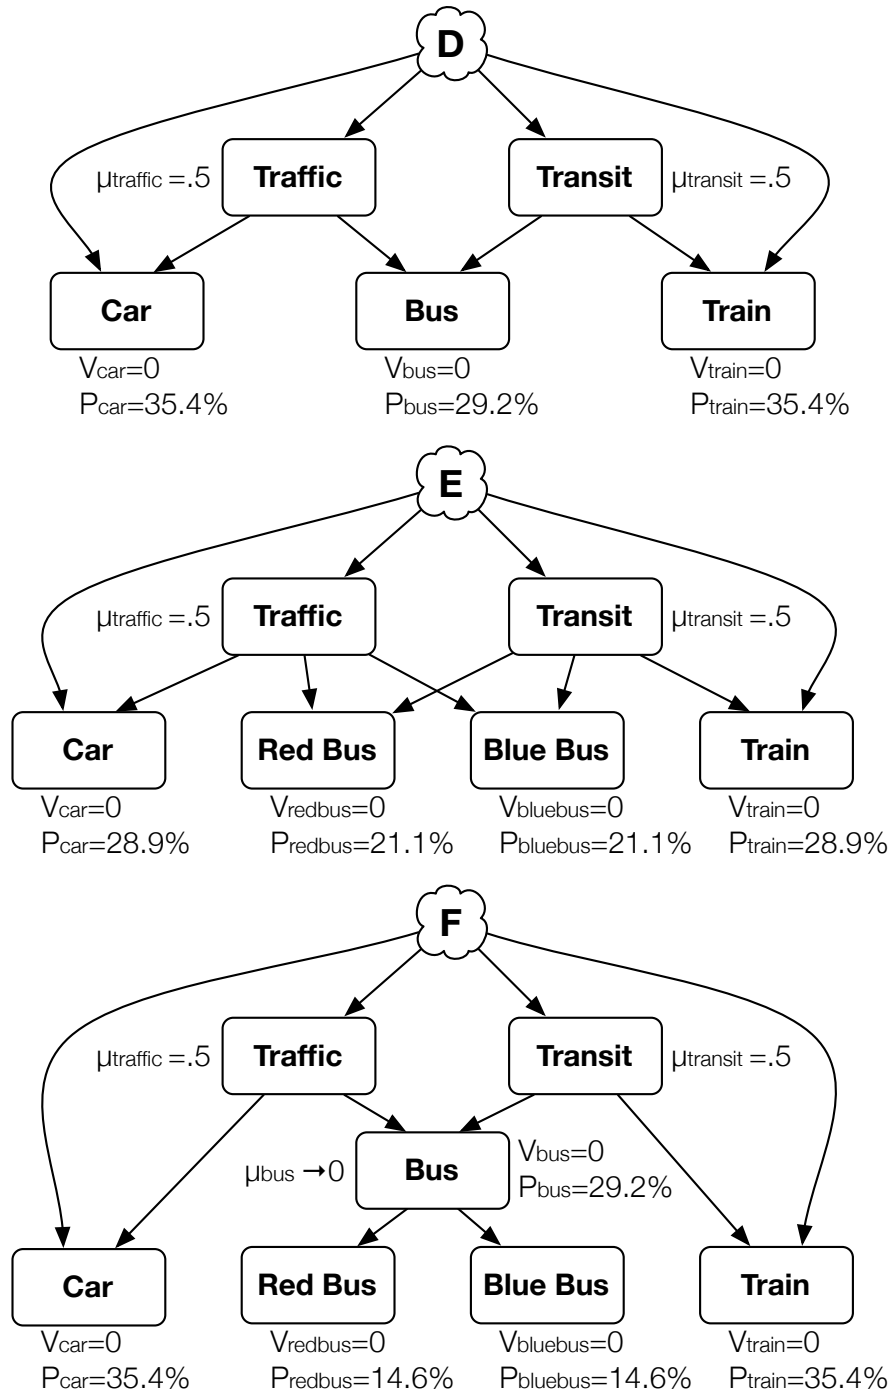 D
Traffic
Transit
μtraffic =.5
μtransit =.5
Car
Bus
Train
Vcar=0
Vbus=0
Vtrain=0
Pcar=35.4%
Pbus=29.2%
Ptrain=35.4%
E
Traffic
Transit
μtraffic =.5
μtransit =.5
Car
Red Bus
Blue Bus
Train
Vcar=0
Vredbus=0
Vbluebus=0
Vtrain=0
Pcar=28.9%
Predbus=21.1%
Pbluebus=21.1%
Ptrain=28.9%
F
Traffic
Transit
μtraffic =.5
μtransit =.5
μbus →0
Bus
Vbus=0
Pbus=29.2%
Car
Red Bus
Blue Bus
Train
Vcar=0
Vredbus=0
Vbluebus=0
Vtrain=0
Pcar=35.4%
Predbus=14.6%
Pbluebus=14.6%
Ptrain=35.4%